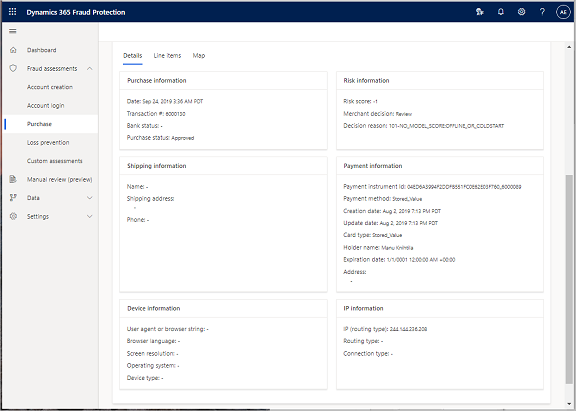 Dynamics 365 Fraud Protection
AE
Dashboard
Fraud assessments
Account creation
Account login
Purchase
Loss prevention
Custom assessments
Manual review (preview)
Data
Settings
Details Line items Map
Purchase information
Date: Sep 24, 2019 3:36 AM PDT
Transaction #: 6000130
Bank status: -
Purchase status: Approved
Risk information
Risk score: -1
Merchant decision: Review
Decision reason: 101-NO_MODEL_SCORE:OFFLINE_OR_COLDSTART
Shipping information
Name: -
Shipping address:
-
Phone: -
Payment information
Payment instrument id:
Payment method: Stored_Value
Creation date: Aug 2, 2019 7:13 PM PDT
Update date: Aug 2, 2019 7:13 PM PDT
Card type: Stored_Value
Holder name: Manu
Expiration date: 1/1/0001 12:00:00 AM +00:00
Address:
-
Device information
User agent or browser string: -
Browser language: -
Screen resolution: -
Operating system: -
Device type: -
IP information
IP (routing type): 244.144.236.208
Routing type: -
Connection type: -